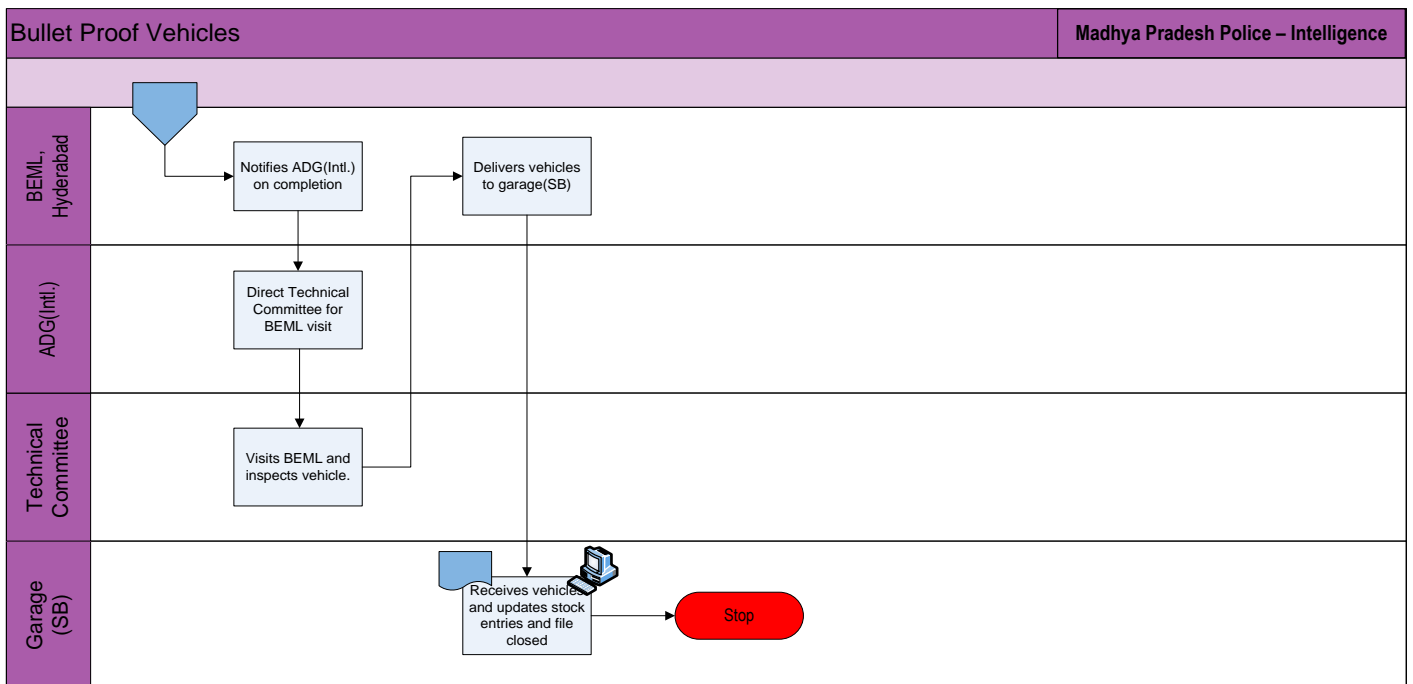 Bullet Proof Vehicles
Madhya Pradesh Police – Intelligence
BEML,
Hyderabad
Notifies ADG(Intl.)
on completion
Delivers vehicles
to garage(SB)
ADG(Intl.)
Direct Technical
Committee for
BEML visit
Technical
Committee
Visits BEML and
inspects vehicle.
Garage
(SB)
Receives vehicles
and updates stock
entries and file
closed
Stop